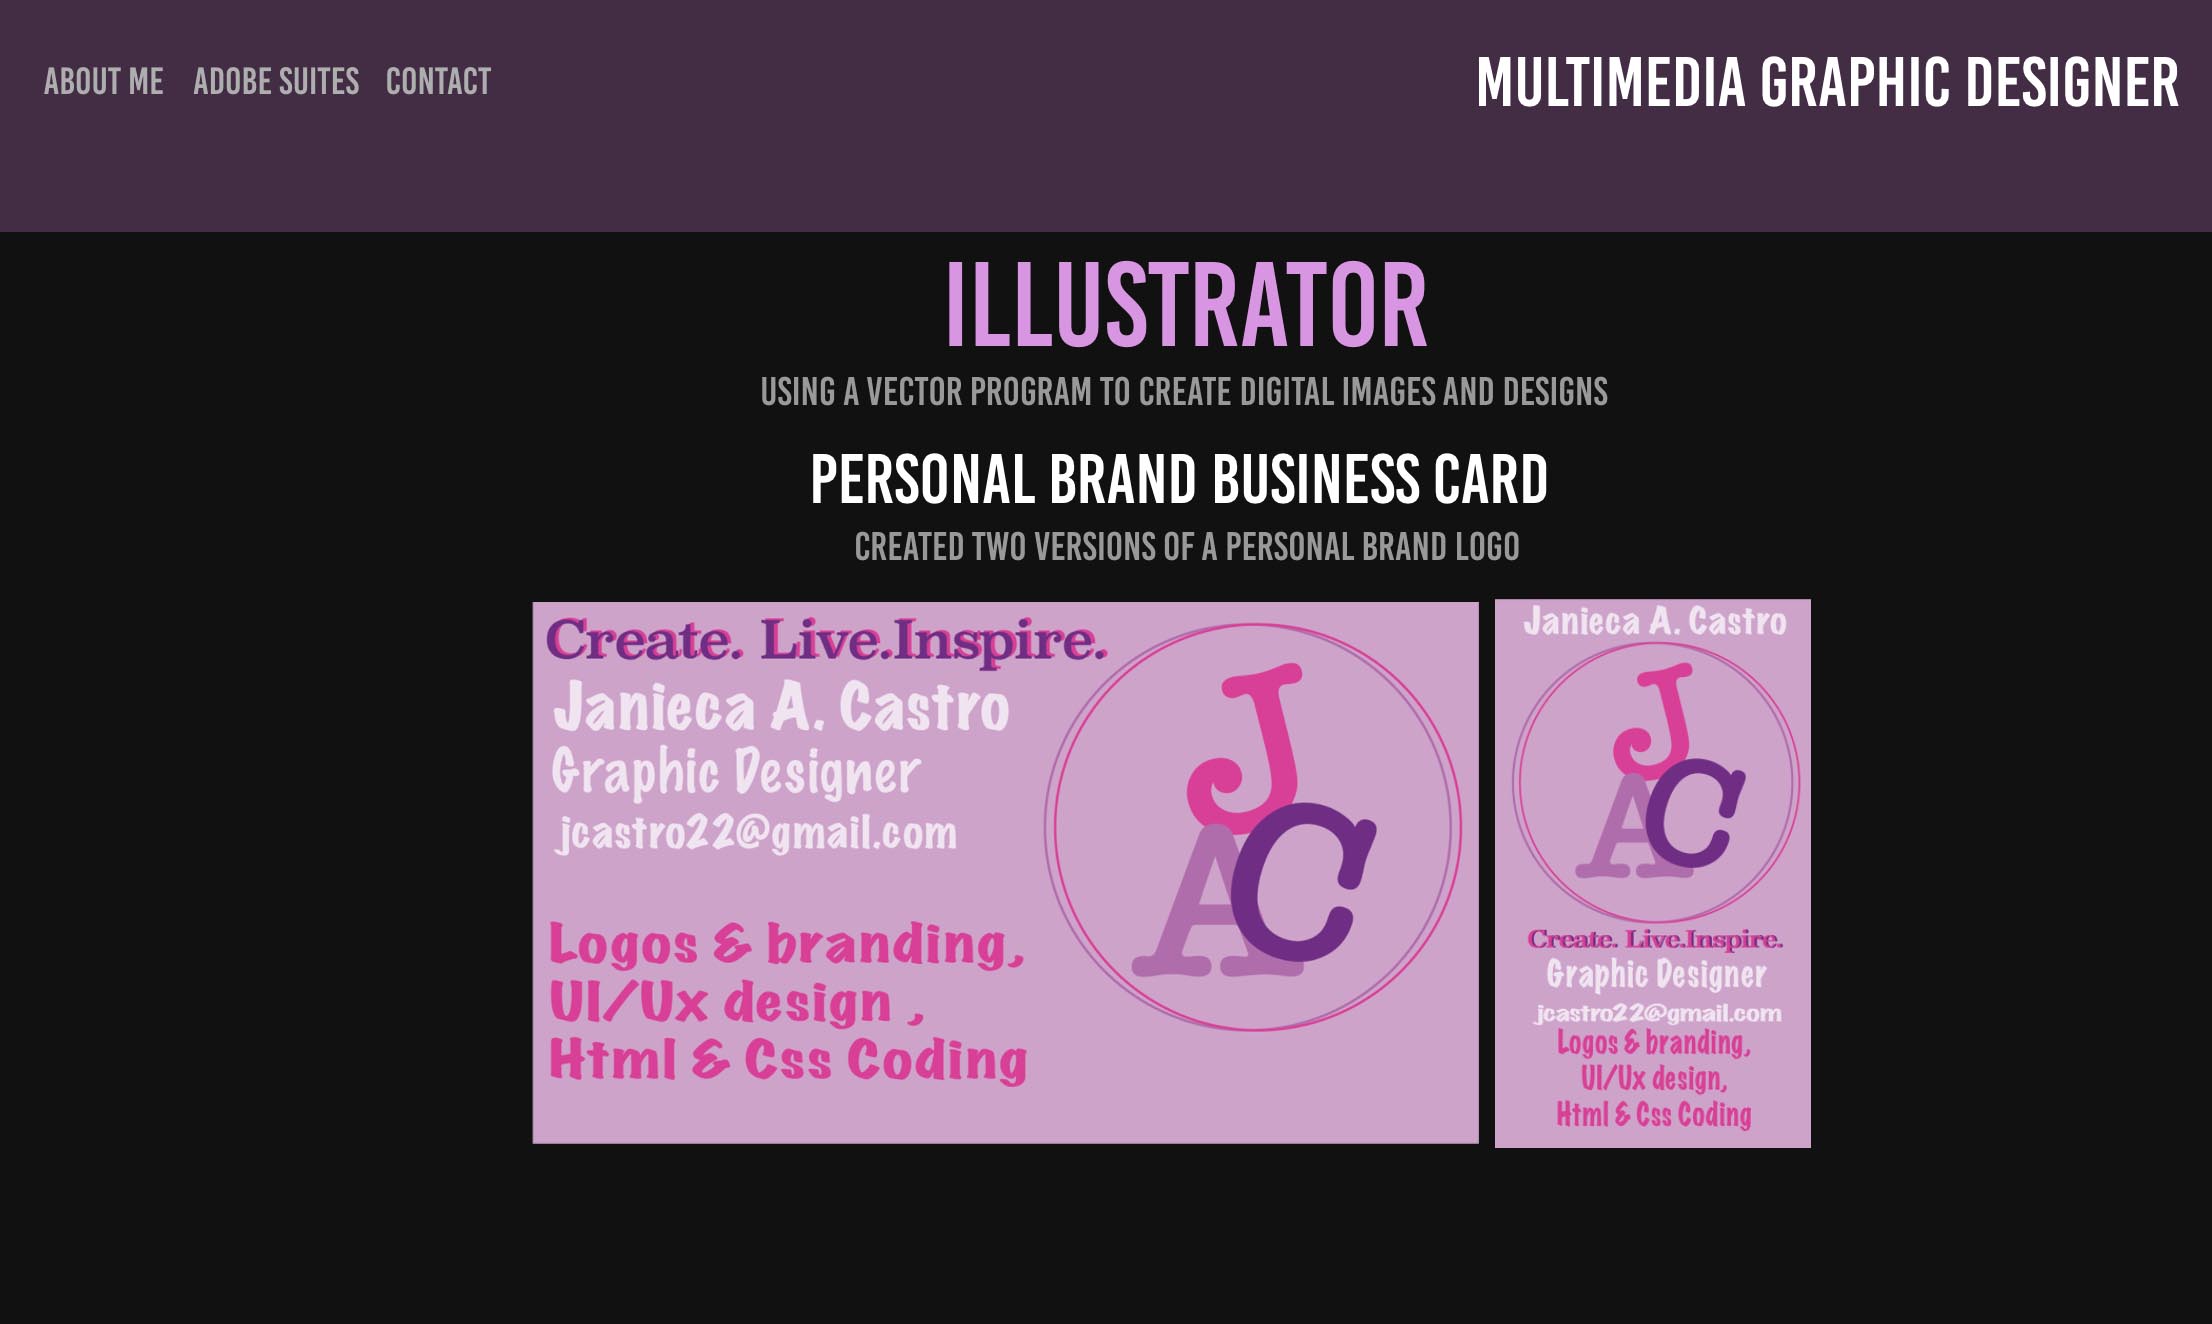 ABOUT ME ADOBE SUITES CONTACT
MULTIMEDIA GRAPHIC DESIGNER
ILLUSTRATOR
USING A VECTOR PROGRAM TO CREATE DIGITAL IMAGES AND DESIGNS
PERSONAL BRAND BUSINESS CARD
CREATED TWO VERSIONS OF A PERSONAL BRAND LOGO
Create. Live.Inspire.
Janieca A. Castro
Graphic Designer
jcastro22@gmail.com
Logos & branding,
UI/Ux design ,
Html & Css Coding
J
AC
Janieca A. Castro
J
AC
Create. Live.Inspire.
Graphic Designer
jcastro22@gmail.com
Logos & branding,
UI/Ux design,
Html & Css Coding